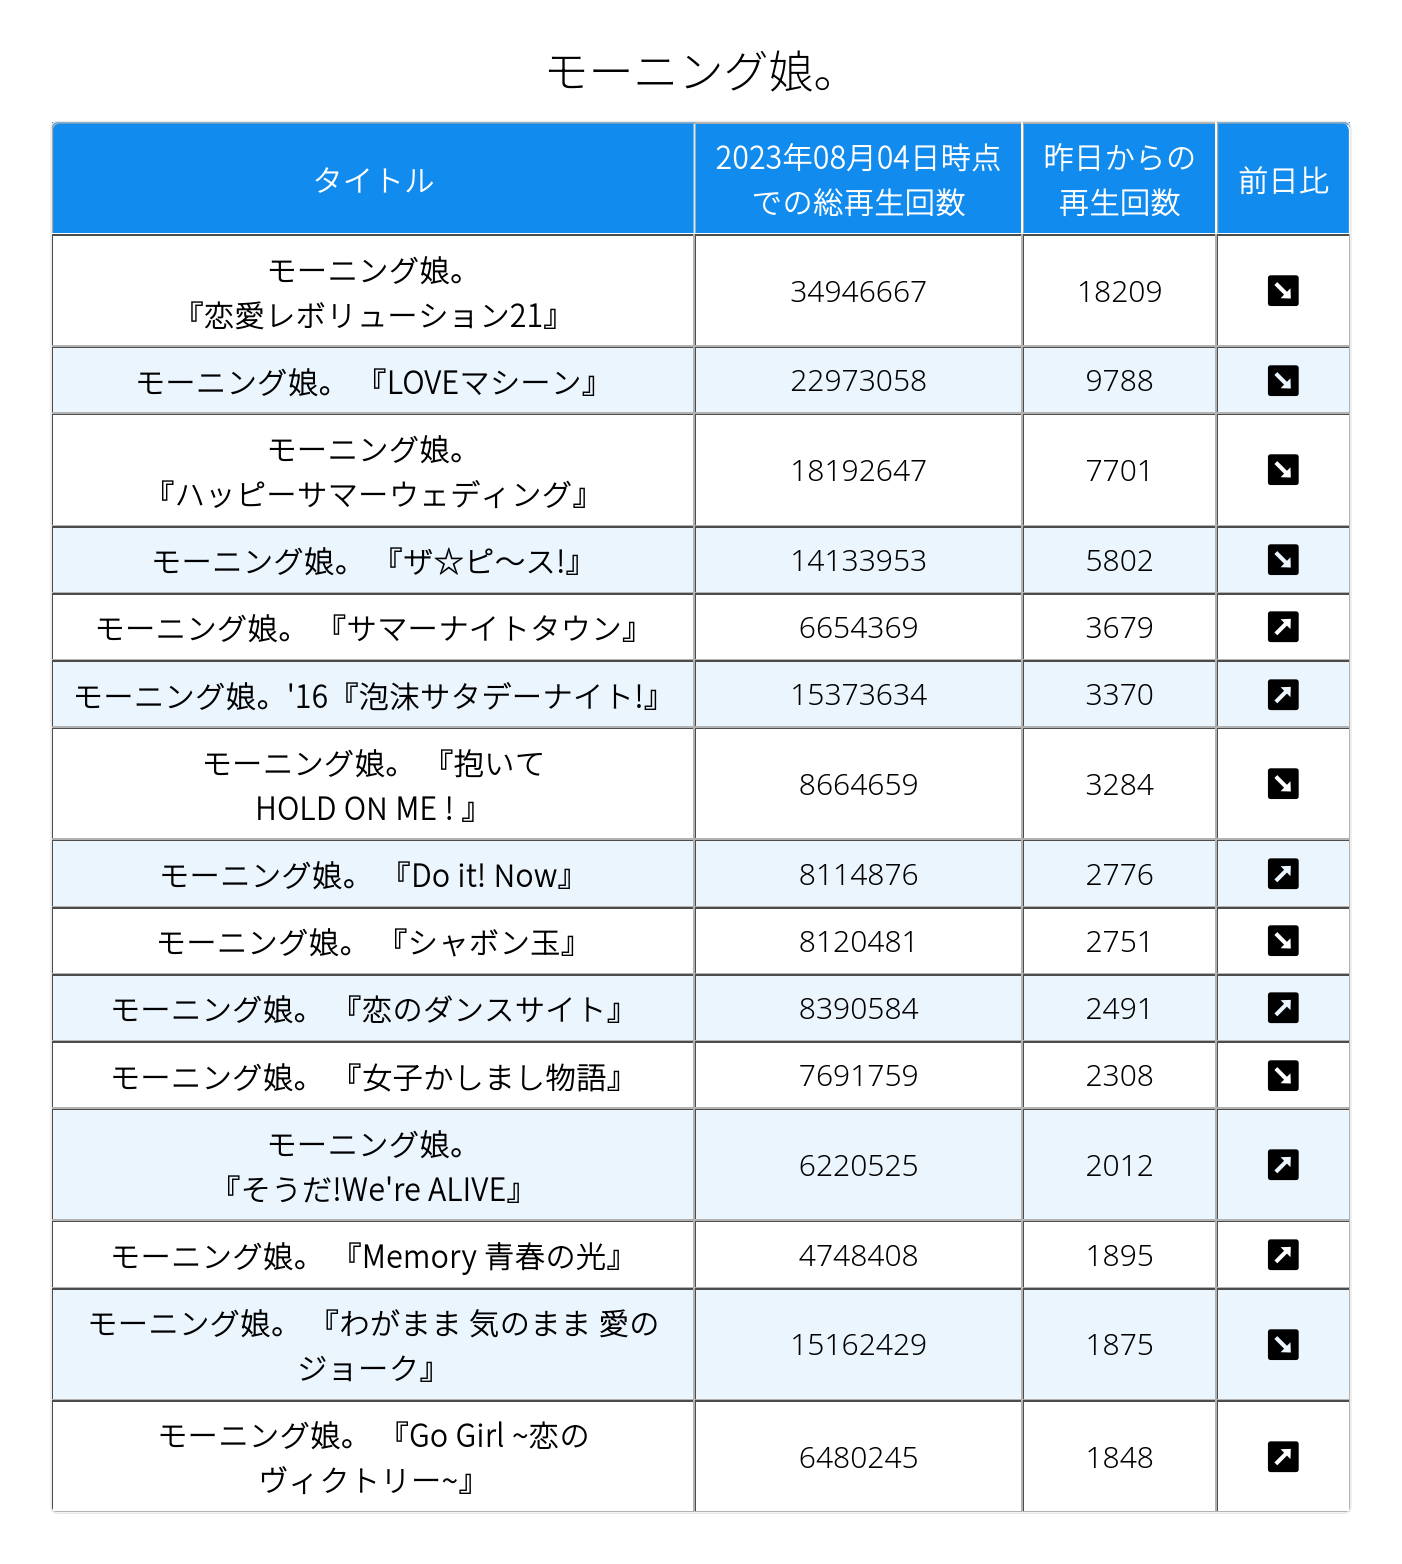 モーニング娘。
タイトル
2023年08月04日時点
での総再生回数
昨日からの
再生回数
前日比
モーニング娘。
『恋愛レボリューション21』
34946667
18209
モーニング娘。 『LOVEマシーン』
22973058
9788
モーニング娘。
『ハッピーサマーウェディング』
18192647
7701
モーニング娘。 『ザ☆ピ〜ス!』
14133953
5802
モーニング娘。 『サマーナイトタウン』
6654369
3679
モーニング娘。'16『泡沫サタデーナイト!』
15373634
3370
モーニング娘。 『抱いて
HOLD ON ME ! 』
8664659
3284
モーニング娘。 『Do it! Now』
8114876
2776
モーニング娘。 『シャボン玉』
8120481
2751
モーニング娘。 『恋のダンスサイト』
8390584
2491
モーニング娘。 『女子かしまし物語』
7691759
2308
モーニング娘。
『そうだ!We're ALIVE』
6220525
2012
モーニング娘。 『Memory 青春の光』
4748408
1895
モーニング娘。 『わがまま 気のまま 愛の
ジョーク』
15162429
1875
モーニング娘。 『Go Girl ~恋の
ヴィクトリー~』
6480245
1848